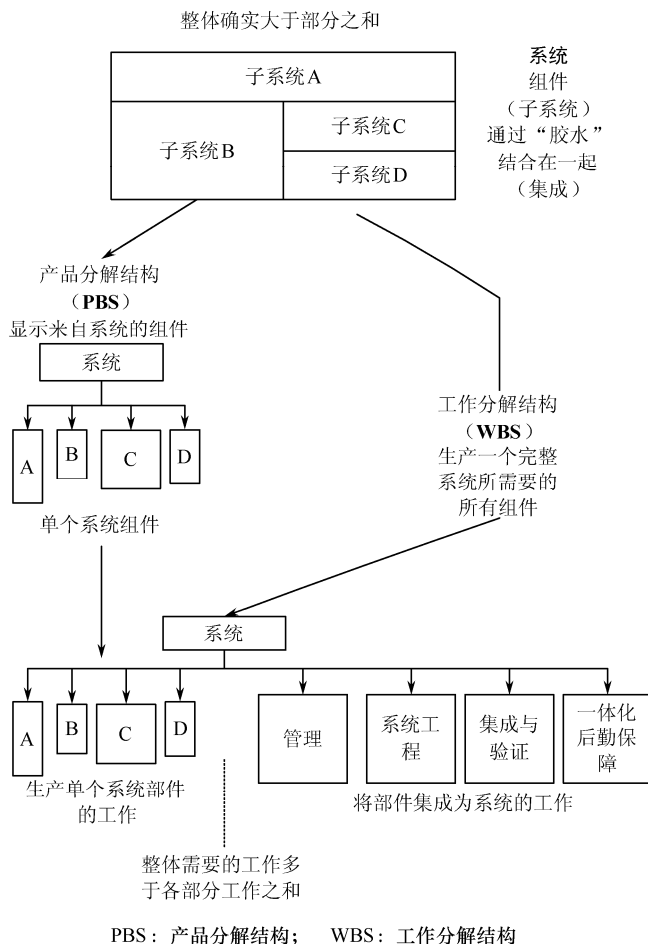 整体确实大于部分之和
子系统A
子系统B
子系统C
子系统D
系统
组件
（子系统）
通过“胶水”
结合在一起
（集成）
产品分解结构
（PBS）
显示来自系统的组件
系统
A
B
C
D
单个系统组件
工作分解结构
（WBS）
生产一个完整
系统所需要的
所有组件
系统
A
B
C
D
管理
系统工
程
集成与
验证
一体化
后勤保
障
生产单个系统部件
的工作
将部件集成为系统的工作
整体需要的工作多
于各部分工作之和
PBS：产品分解结构； WBS：工作分解结构